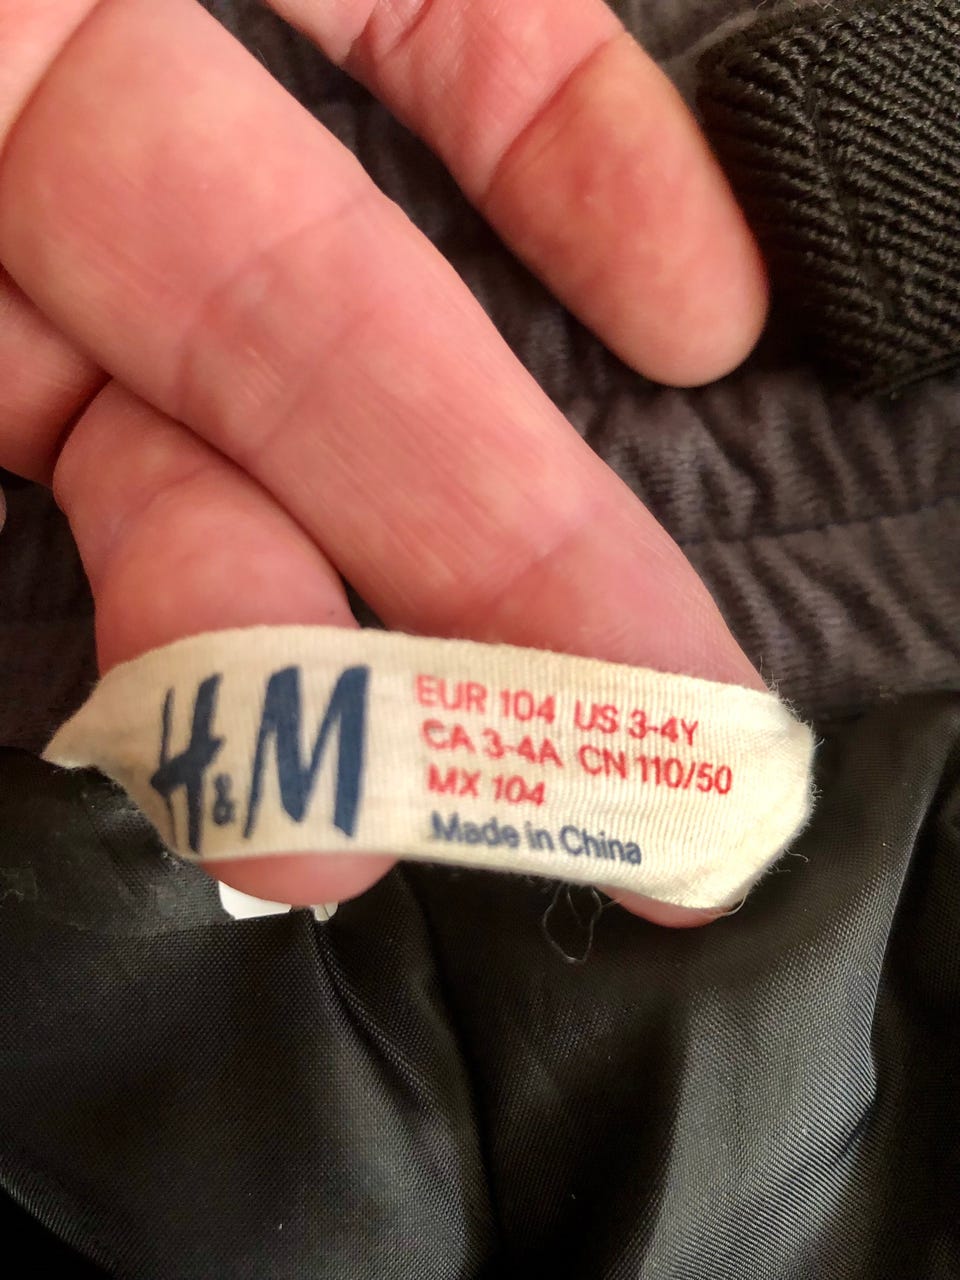 H&M
EUR 104 US 3-4Y
CA 3-4A CN 110/50
MX 104
Made in China